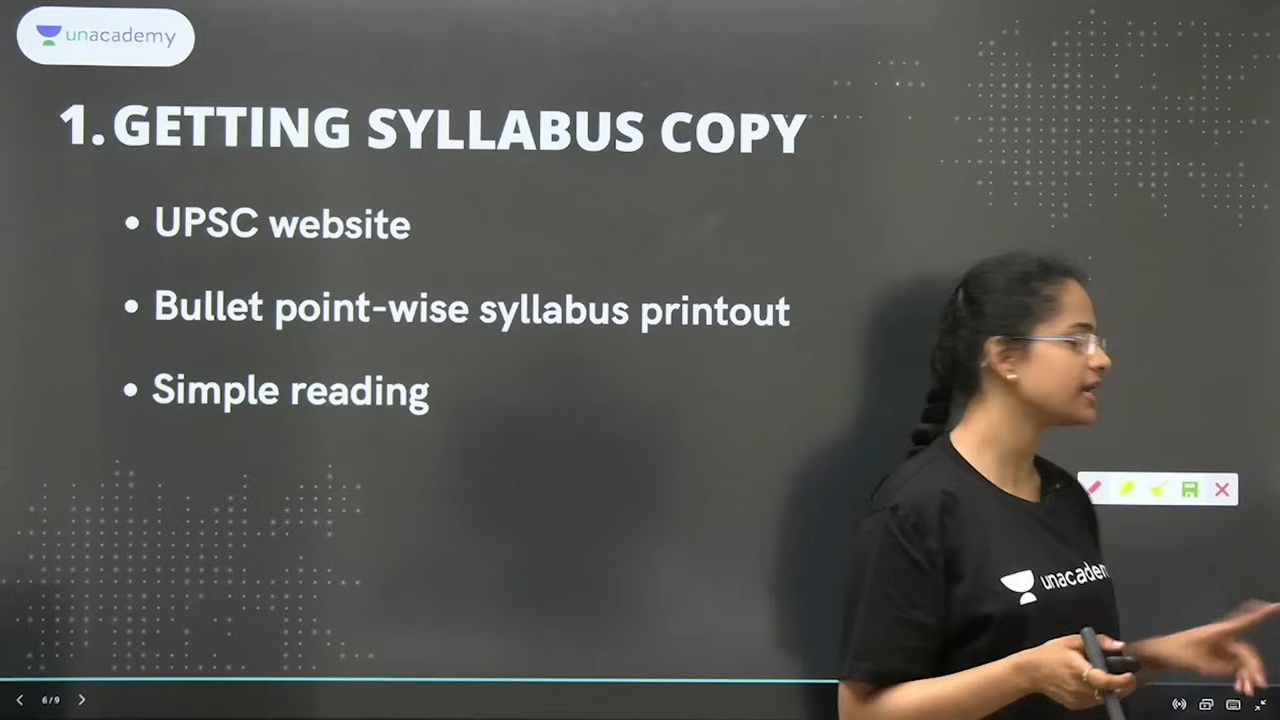 unacademy
1. GETTING SYLLABUS COPY
• UPSC website
• Bullet point-wise syllabus printout
• Simple reading
unacadem
6/9